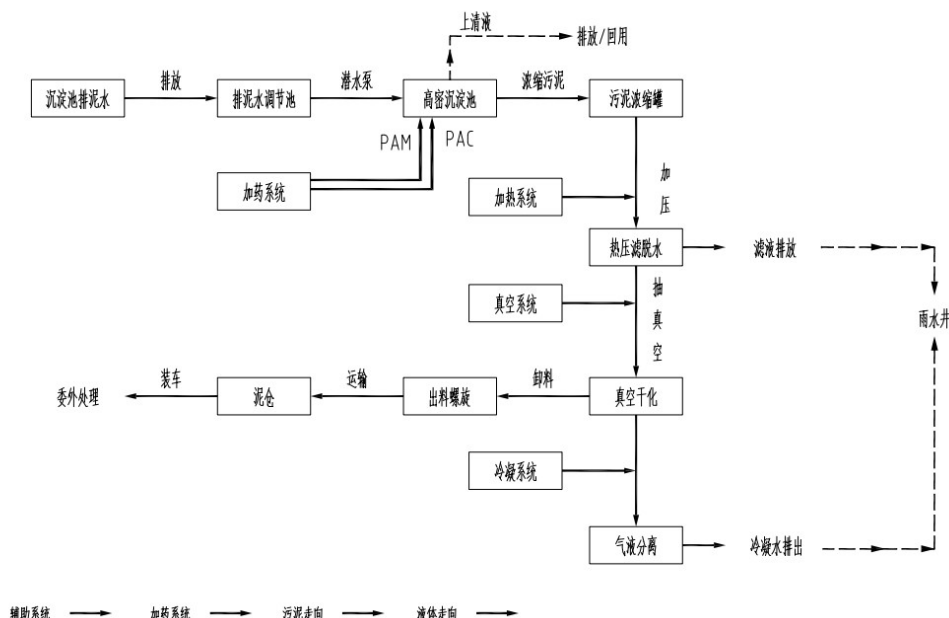 上清液
排放/回用
沉淀池排泥水
排放
排泥水调节池
潜水泵
高密沉淀池
浓缩污泥
污泥浓缩罐
PAM
PAC
加药系统
加热系统
加压
热压滤脱水
滤液排放
真空系统
抽真空
雨水井
委外处理
装车
泥仓
运输
出料螺旋
卸料
真空干化
冷凝系统
气液分离
冷凝水排出
辅助系统
加药系统
污泥走向
液体走向